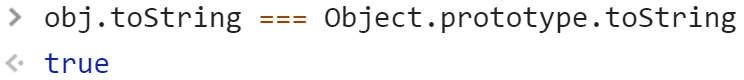 > obj.toString === Object.prototype.toString
true